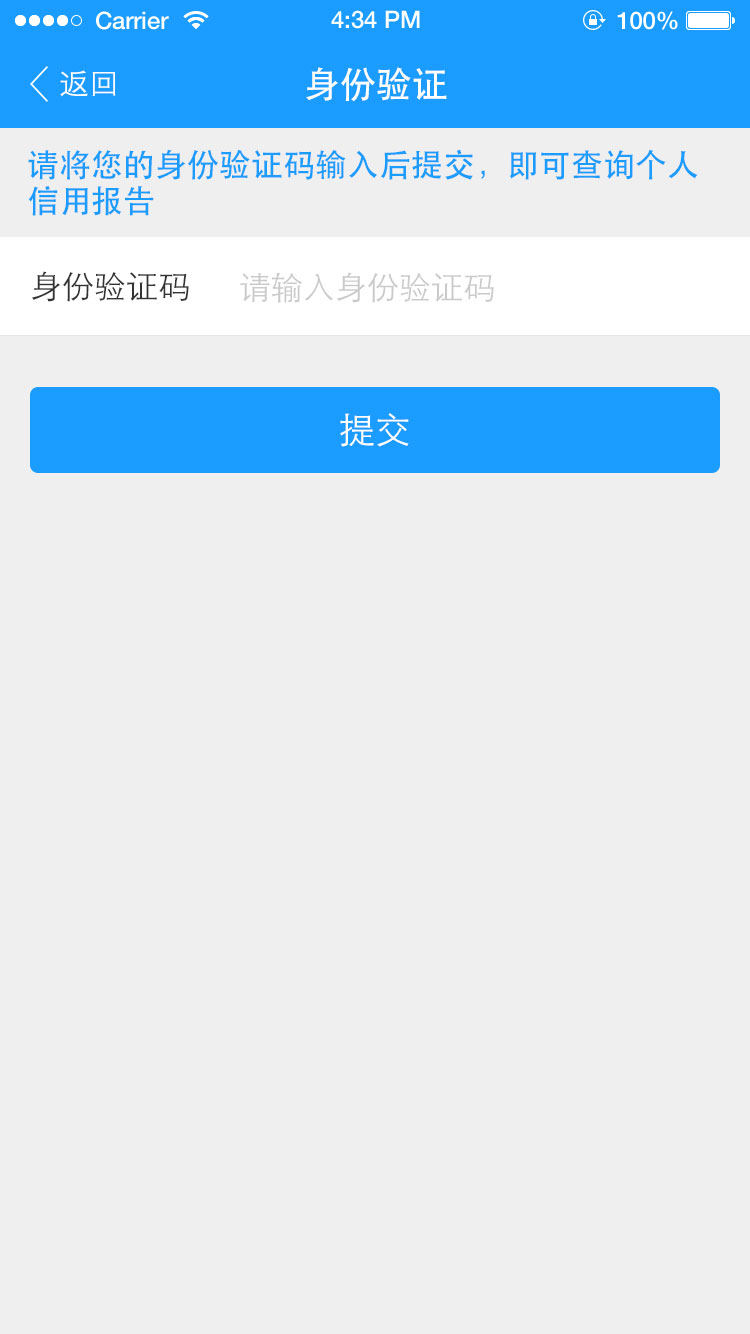 Carrier 4:34 PM 100%
返回 身份验证
请将您的身份验证码输入后提交，即可查询个人
信用报告
身份验证码 请输入身份验证码
提交